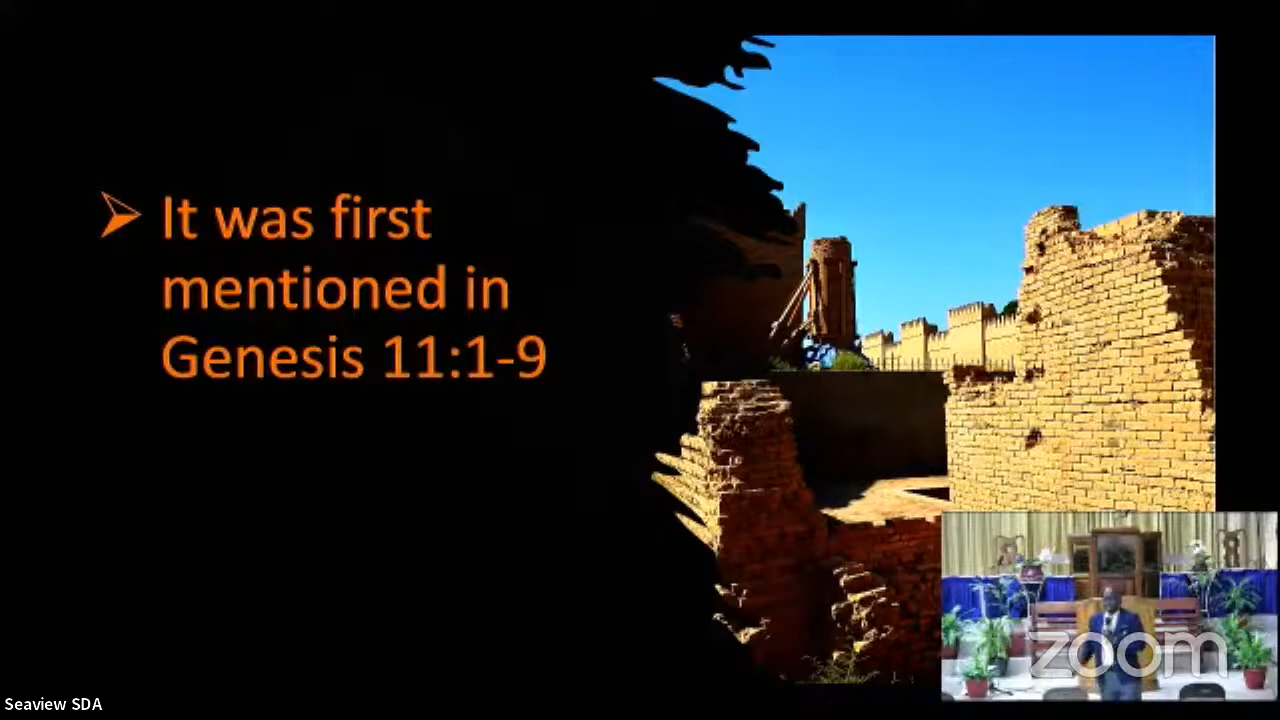 It was first
mentioned in
Genesis 11:1-9
zoom
Seaview SDA